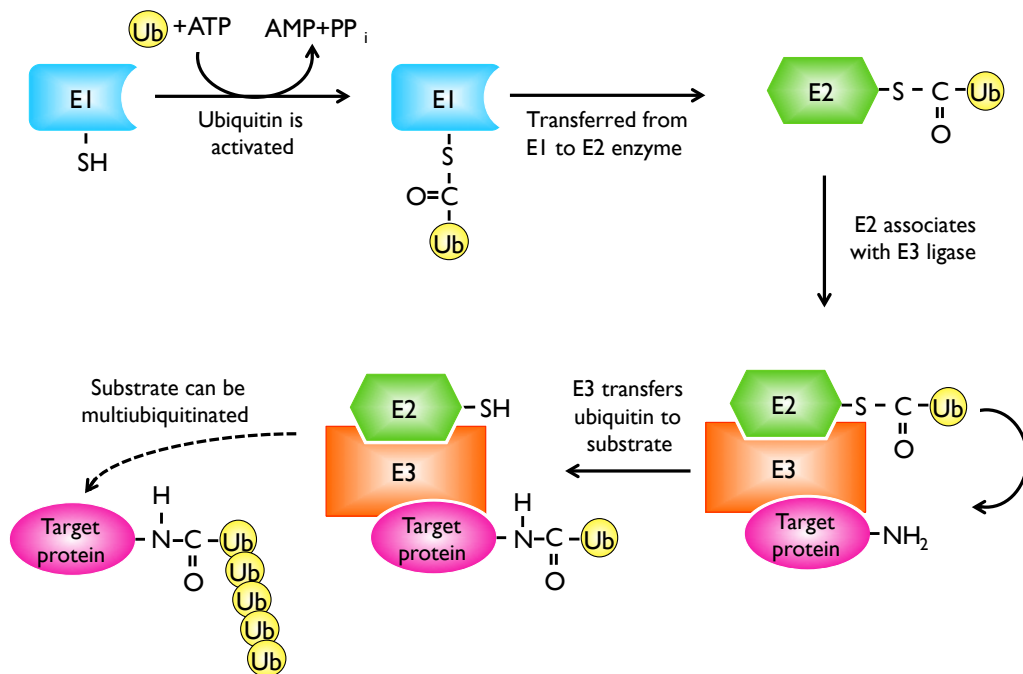 Ub +ATP AMP+PP i
E1
SH
Ubiquitin is
activated
E1
S
O=C
Ub
Transferred from
E1 to E2 enzyme
E2 -S - C - Ub
O
E2 associates
with E3 ligase
E2 -S - C - Ub
O
E3
Target
protein
-NH2
E3 transfers
ubiquitin to
substrate
E2 -SH
E3
Target
protein
H
-N-C-Ub
O
Substrate can be
multiubiquitinated
Target
protein
H
-N-C-Ub
O
Ub
Ub
Ub
Ub